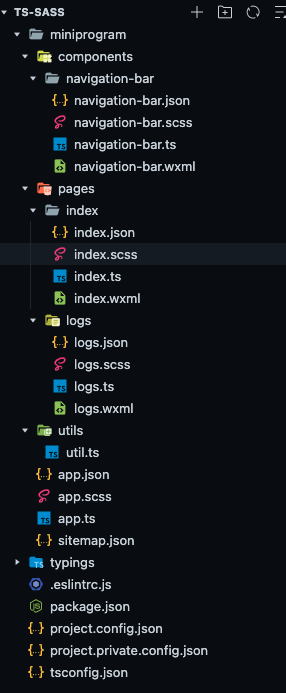 TS-SASS
miniprogram
components
navigation-bar
navigation-bar.json
navigation-bar.scss
navigation-bar.ts
navigation-bar.wxml
pages
index
index.json
index.scss
index.ts
index.wxml
logs
logs.json
logs.scss
logs.ts
logs.wxml
utils
util.ts
app.json
app.scss
app.ts
sitemap.json
typings
.eslintrc.js
package.json
project.config.json
project.private.config.json
tsconfig.json